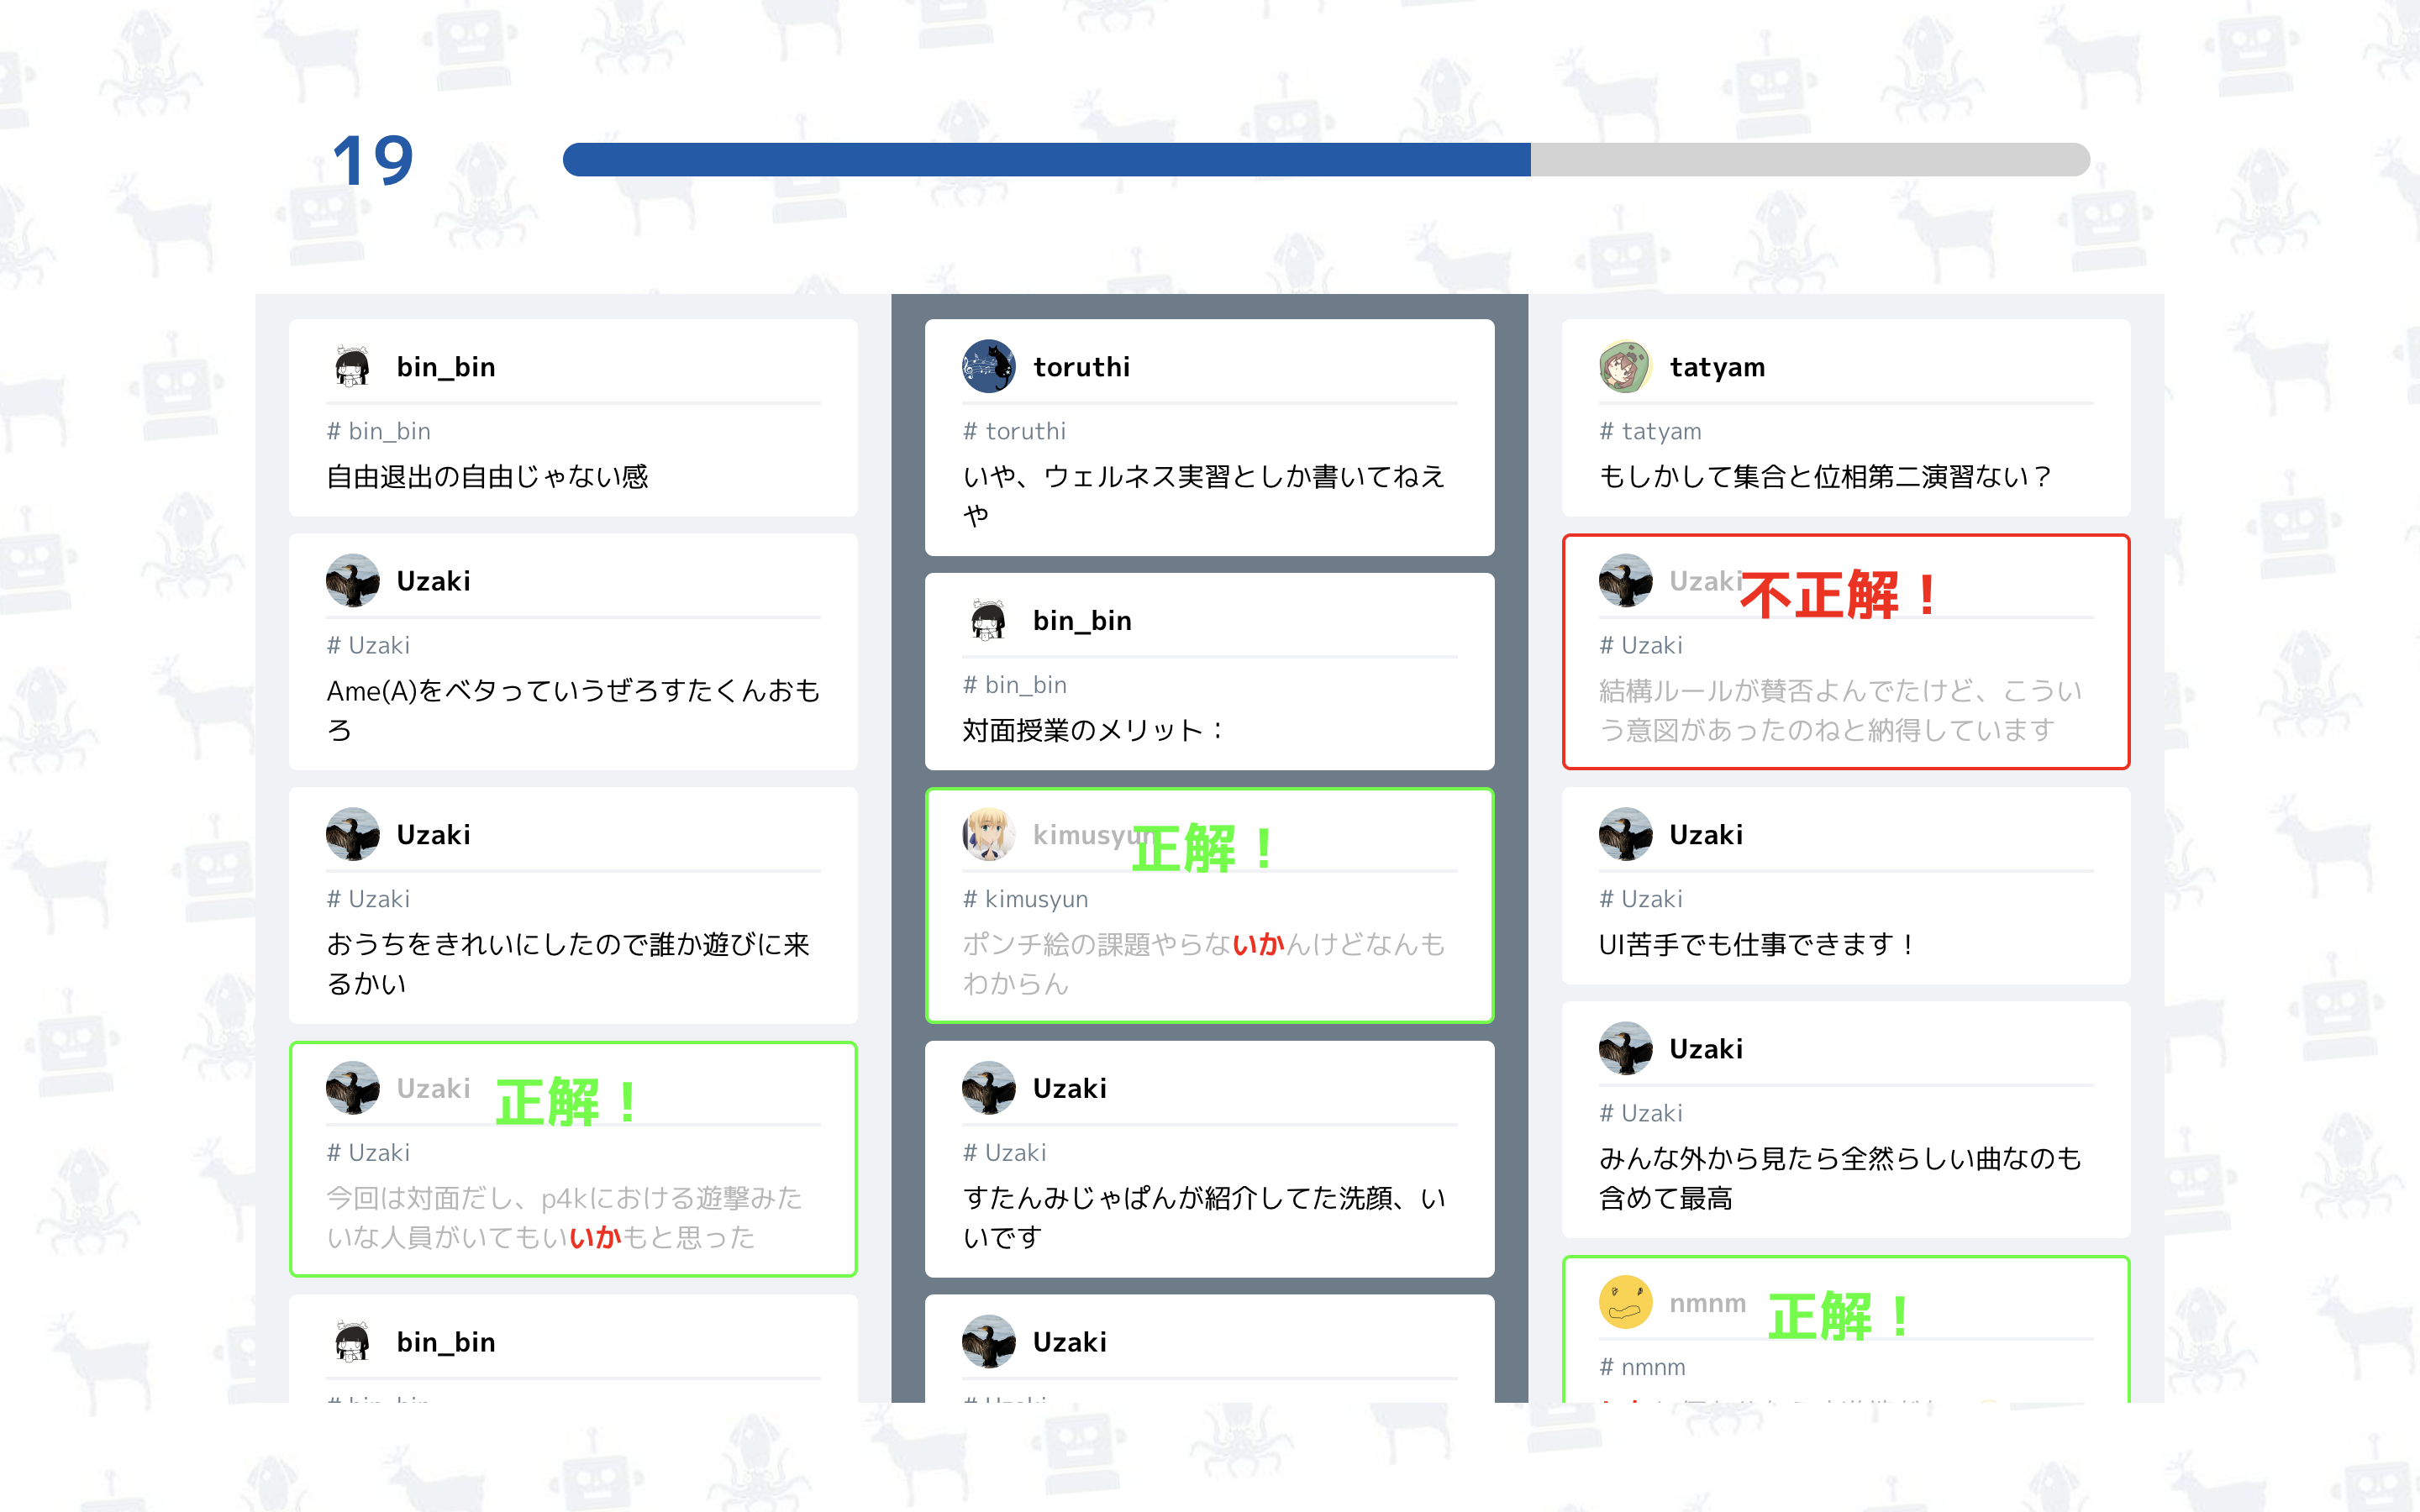 19
bin_bin
# bin_bin
自由退出の自由じゃない感
Uzaki
# Uzaki
Ame(A)をベタっていうぜろすたくんおも
ろ
Uzaki
# Uzaki
おうちをきれいにしたので誰か遊びに来
るかい
Uzaki
正解！
# Uzaki
今回は対面だし、p4kにおける遊撃みた
いな人員がいてもいいかもと思った
bin_bin
toruthi
# toruthi
いや、ウェルネス実習としか書いてねえ
や
bin_bin
# bin_bin
対面授業のメリット：
kimusyun
正解！
# kimusyun
ポンチ絵の課題やらないかんけどなんも
わからん
Uzaki
# Uzaki
すたんみじゃぱんが紹介してた洗顔、い
いです
Uzaki
tatyam
# tatyam
もしかして集合と位相第二演習ない？
Uzaki
不正解！
# Uzaki
結構ルールが賛否よんでたけど、こうい
う意図があったのねと納得しています
Uzaki
# Uzaki
UI苦手でも仕事できます！
Uzaki
# Uzaki
みんな外から見たら全然らしい曲なのも
含めて最高
nmnm
正解！
# nmnm